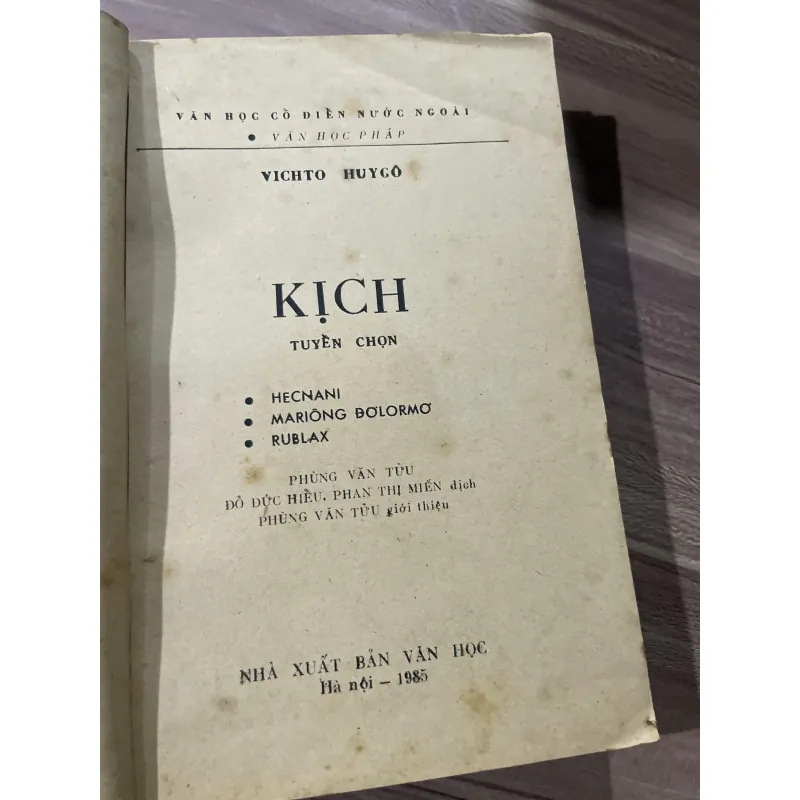 VĂN HỌC CỔ ĐIỂN NƯỚC NGOÀI
• VĂN HỌC PHÁP
VICHTO HUYGÔ
KỊCH
TUYỂN CHỌN
• HECNANI
• MARIÔNG ĐƠLORMƠ
• RUBLAX
PHÙNG VĂN TỬU
ĐỖ ĐỨC HIỂU, PHAN THỊ MIẾN dịch
PHÙNG VĂN TỬU giới thiệu
NHÀ XUẤT BẢN VĂN HỌC
Hà nội – 1985